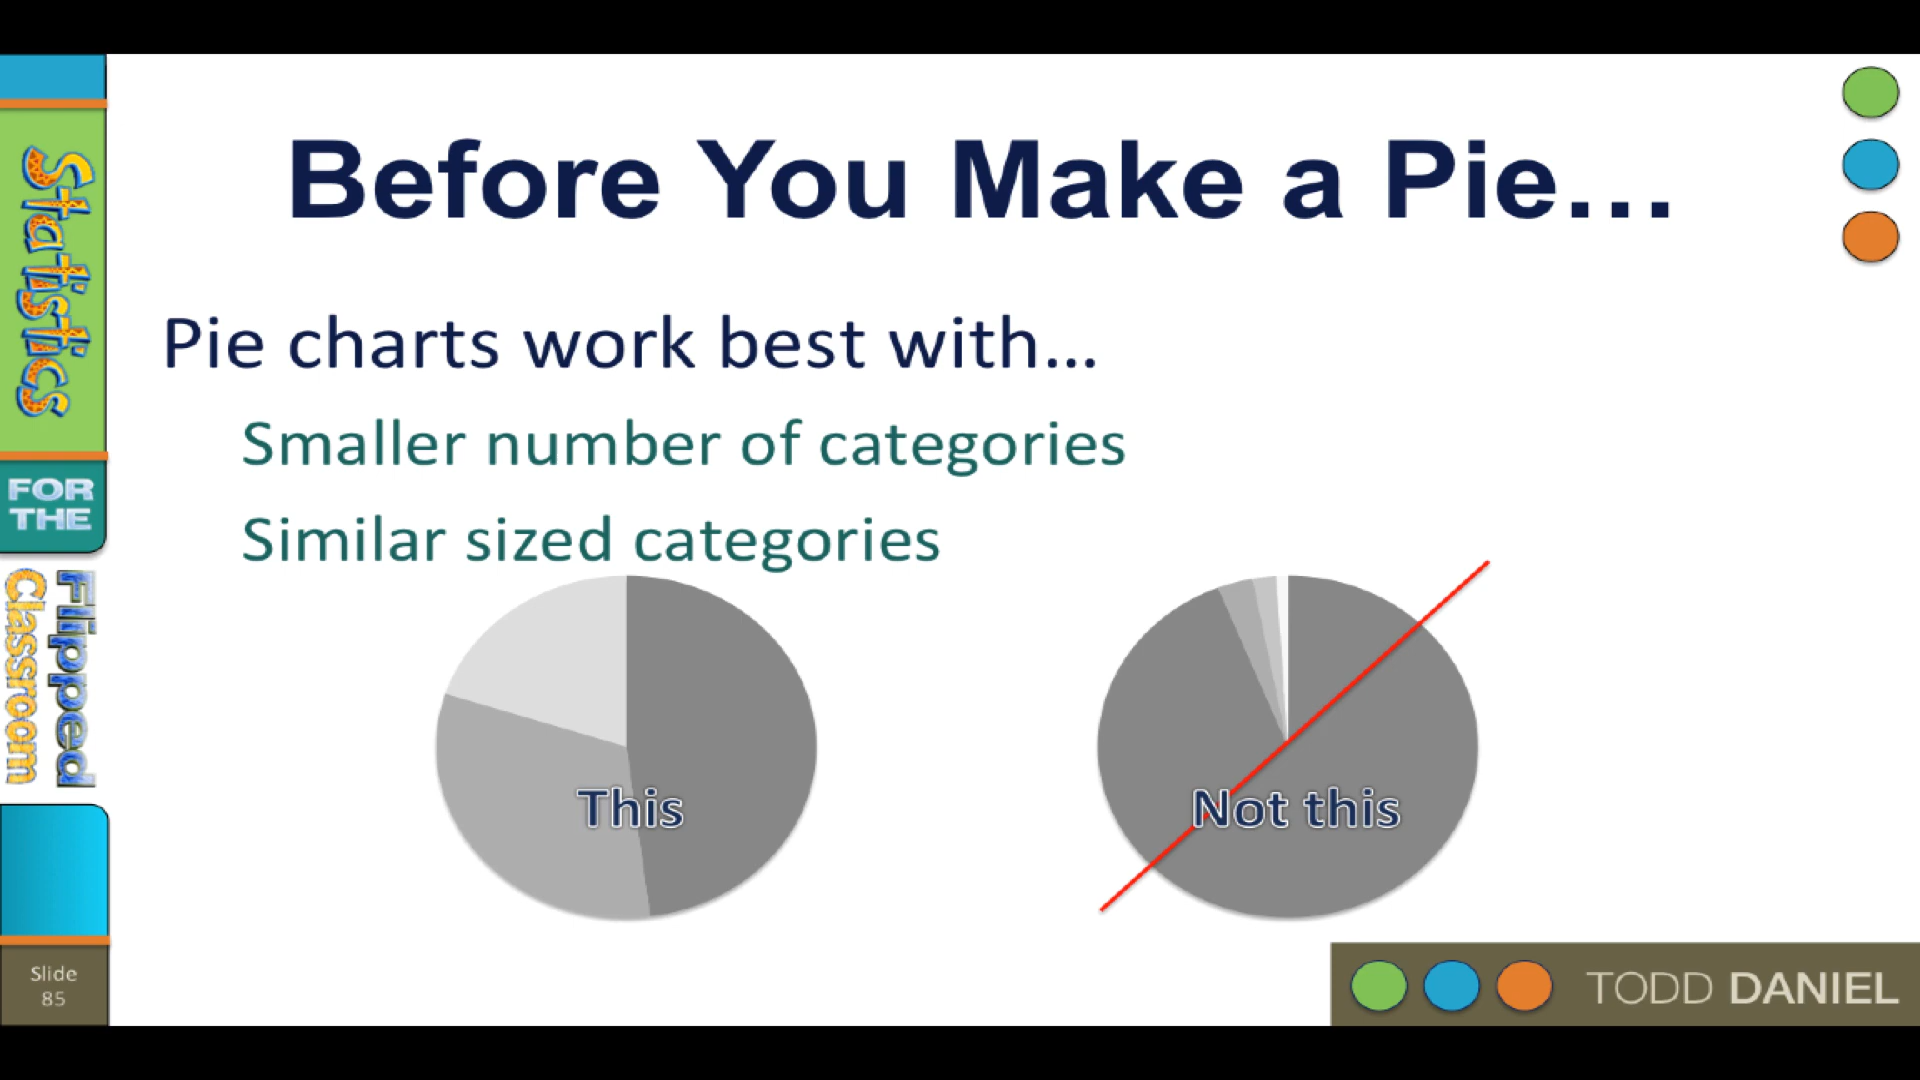 Before You Make a Pie...
Pie charts work best with...
Smaller number of categories
Similar sized categories
This
Not this
Statistics
FOR
THE
Flipped
Classroom
Slide
85
TODD DANIEL